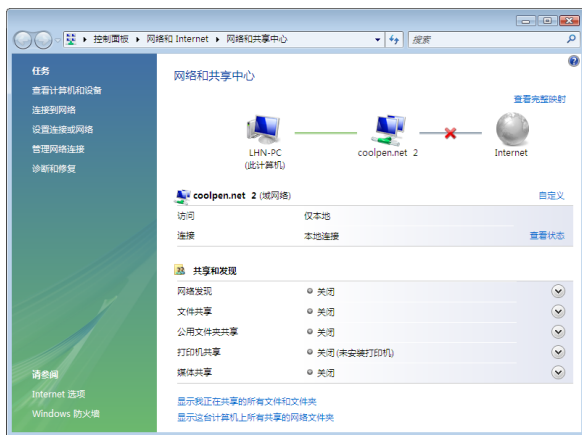 控制面板 ▸ 网络和 Internet ▸ 网络和共享中心
搜索
任务
查看计算机和设备
连接到网络
设置连接或网络
管理网络连接
诊断和修复
请参阅
Internet 选项
Windows 防火墙
网络和共享中心
查看完整映射
LHN-PC
(此计算机)
coolpen.net 2
Internet
coolpen.net 2 (域网络) 自定义
访问 仅本地
连接 本地连接 查看状态
共享和发现
网络发现 关闭
文件共享 关闭
公用文件夹共享 关闭
打印机共享 关闭(未安装打印机)
媒体共享 关闭
显示我正在共享的所有文件和文件夹
显示这台计算机上所有共享的网络文件夹